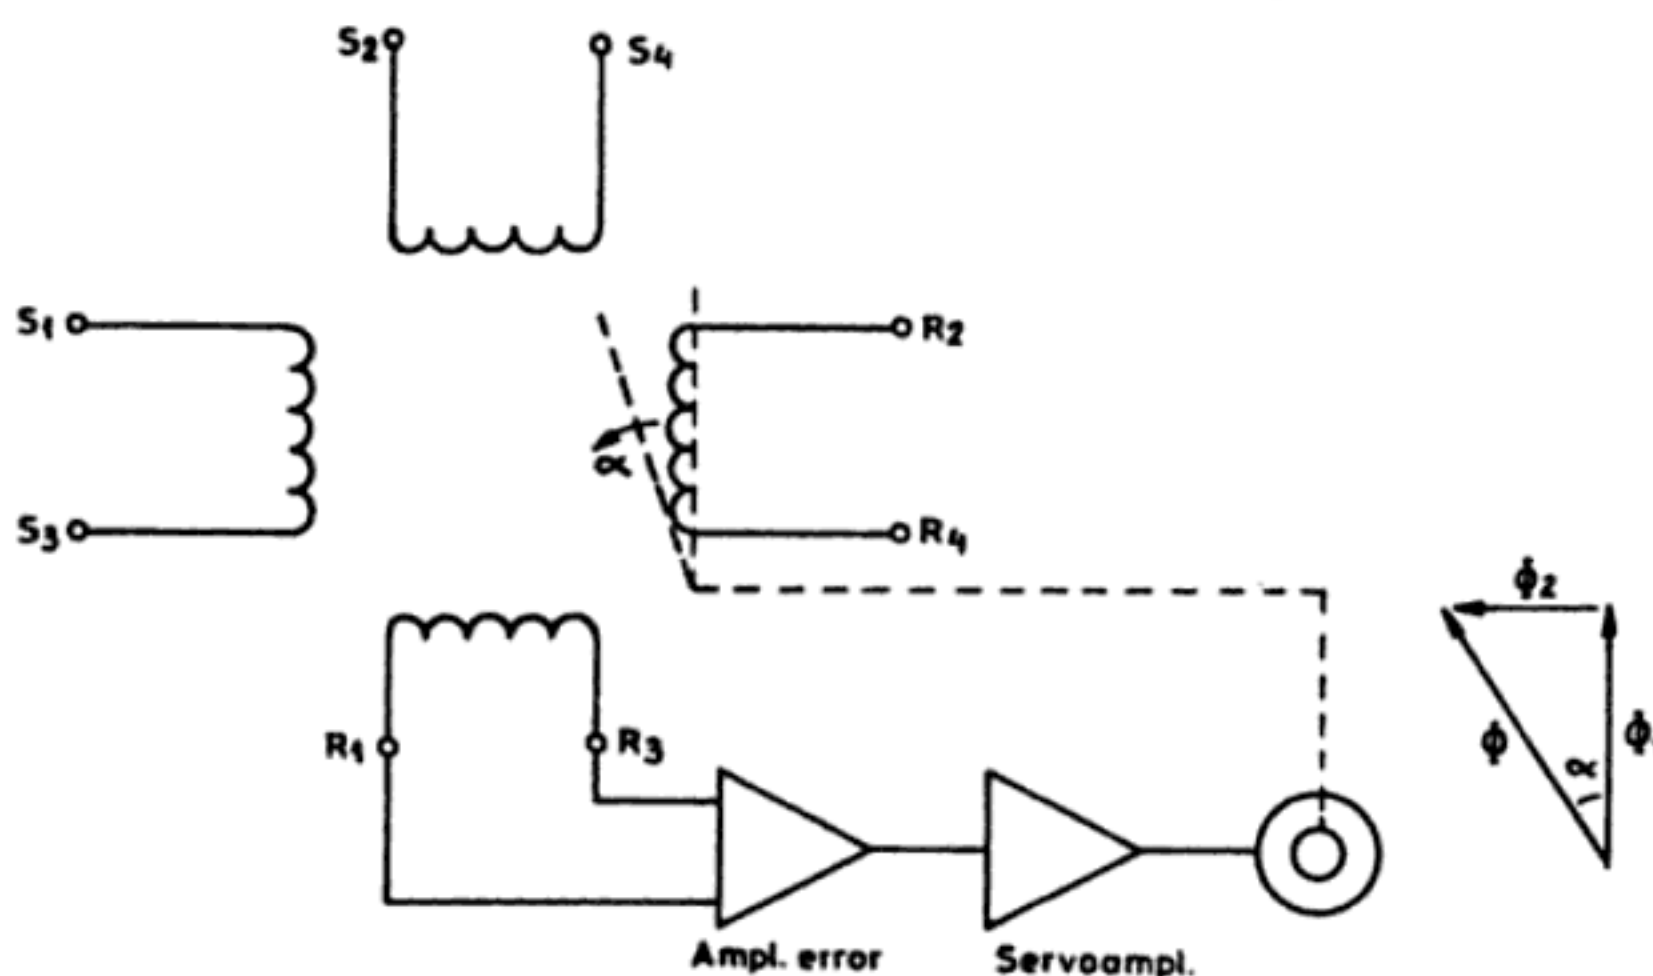 S2 S4
S1 R2
α
S3 R4
ϕ2
R1 R3 ϕ α ϕ
Ampl. error Servoampl.